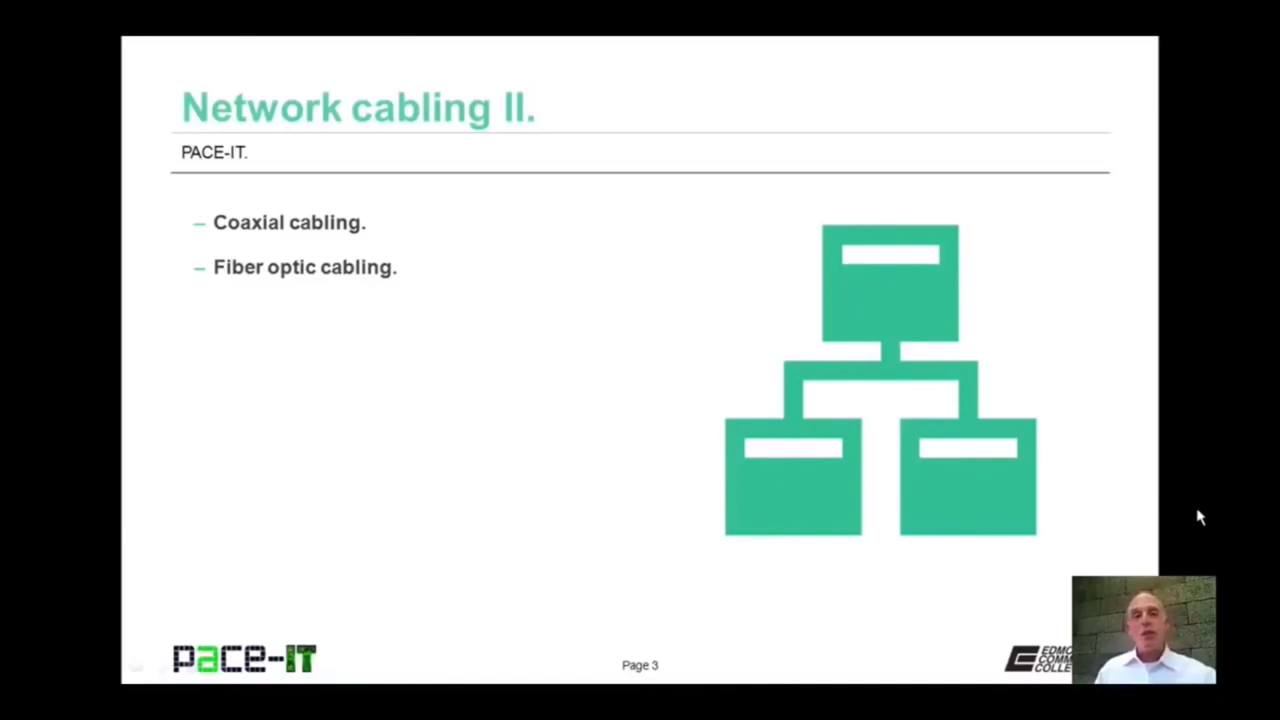 Network cabling II.
PACE-IT.
– Coaxial cabling.
– Fiber optic cabling.
pace-IT
Page 3